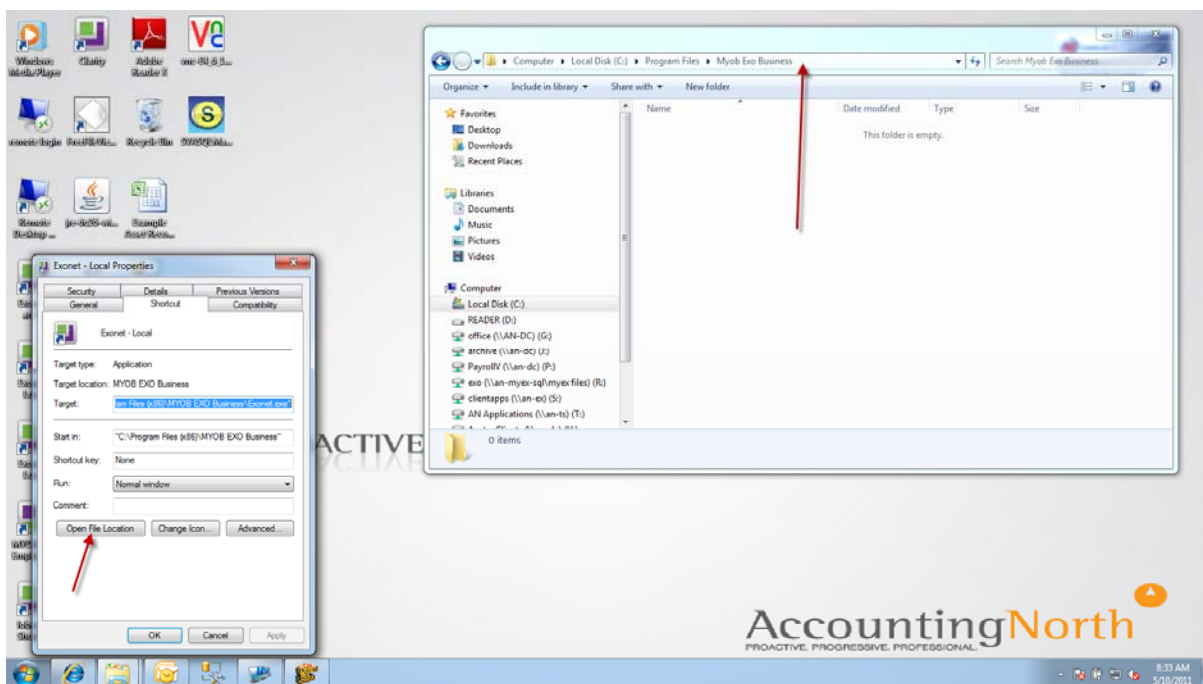 Windows
Media Player
Clarity
Adobe
Reader X
Recycle Bin
Remote
Desktop ...
Example
Computer ▸ Local Disk (C:) ▸ Program Files ▸ Myob Exo Business
Search Myob Exo Business
Organize
Include in library
Share with
New folder
Name
Date modified
Type
Size
This folder is empty.
Favorites
Desktop
Downloads
Recent Places
Libraries
Documents
Music
Pictures
Videos
Computer
Local Disk (C:)
READER (D:)
office (\\AN-DC) (G:)
archive (\\an-dc) (I:)
PayrollV (\\an-dc) (P:)
exo (\\an-myex-sql\myex files) (R:)
clientapps (\\an-ex) (S:)
AN Applications (\\an-ts) (T:)
0 items
Exonet - Local Properties
Security
Details
Previous Versions
General
Shortcut
Compatibility
Exonet - Local
Target type: Application
Target location: MYOB EXO Business
Target: am Files (x86)\MYOB EXO Business\Exonet.exe"
Start in: "C:\Program Files (x86)\MYOB EXO Business"
Shortcut key: None
Run: Normal window
Comment:
Open File Location
Change Icon...
Advanced...
OK
Cancel
Apply
ACTIVE
AccountingNorth
PROACTIVE. PROGRESSIVE. PROFESSIONAL.
8:33 AM
5/10/2011